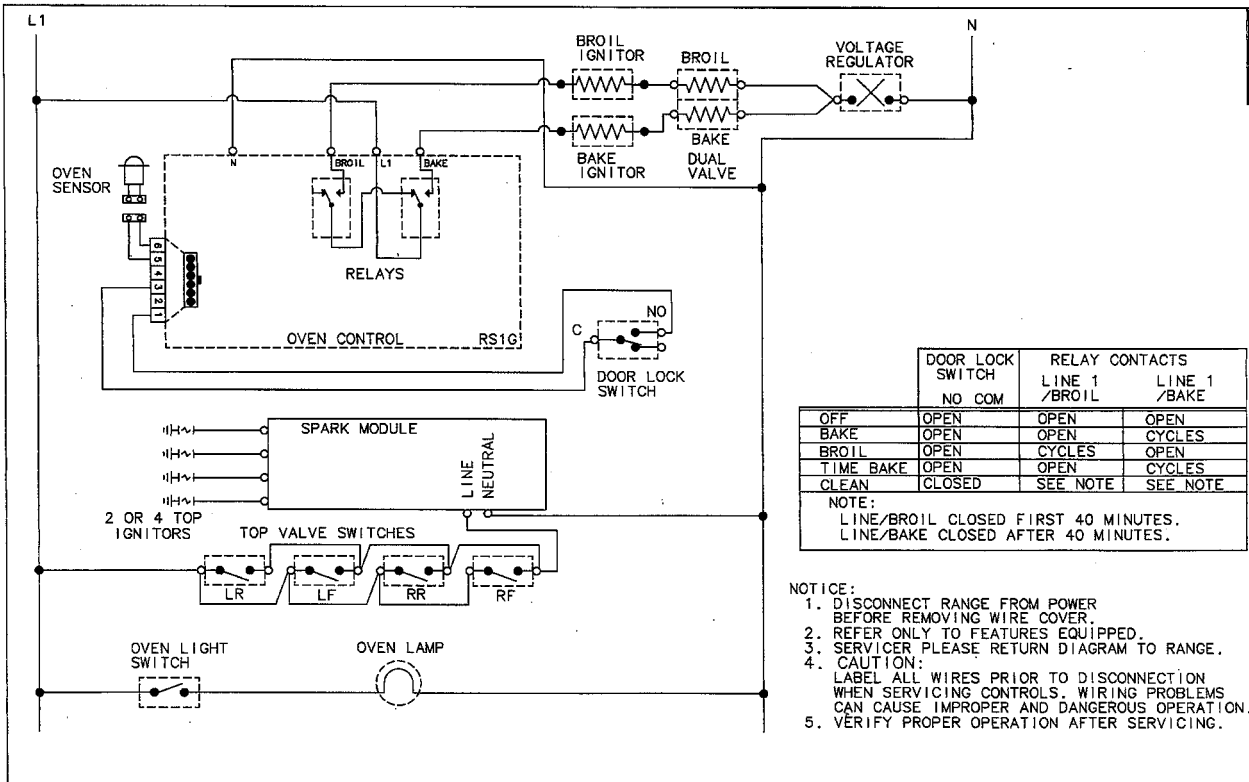 L1
N
BROIL
IGNITOR
BROIL
VOLTAGE
REGULATOR
BAKE
IGNITOR
BAKE
DUAL
VALVE
OVEN
SENSOR
N
BROIL
L1
BAKE
RELAYS
6
5
4
3
2
1
OVEN CONTROL
RS1G
C
NO
DOOR LOCK
SWITCH
SPARK MODULE
LINE
NEUTRAL
2 OR 4 TOP
IGNITORS
TOP VALVE SWITCHES
LR
LF
RR
RF
OVEN LIGHT
SWITCH
OVEN LAMP
DOOR LOCK RELAY CONTACTS
SWITCH LINE 1 LINE 1
NO COM /BROIL /BAKE
OFF OPEN OPEN OPEN
BAKE OPEN OPEN CYCLES
BROIL OPEN CYCLES OPEN
TIME BAKE OPEN OPEN CYCLES
CLEAN CLOSED SEE NOTE SEE NOTE
NOTE:
LINE/BROIL CLOSED FIRST 40 MINUTES.
LINE/BAKE CLOSED AFTER 40 MINUTES.
NOTICE:
1. DISCONNECT RANGE FROM POWER
BEFORE REMOVING WIRE COVER.
2. REFER ONLY TO FEATURES EQUIPPED.
3. SERVICER PLEASE RETURN DIAGRAM TO RANGE.
4. CAUTION:
LABEL ALL WIRES PRIOR TO DISCONNECTION
WHEN SERVICING CONTROLS. WIRING PROBLEMS
CAN CAUSE IMPROPER AND DANGEROUS OPERATION.
5. VERIFY PROPER OPERATION AFTER SERVICING.